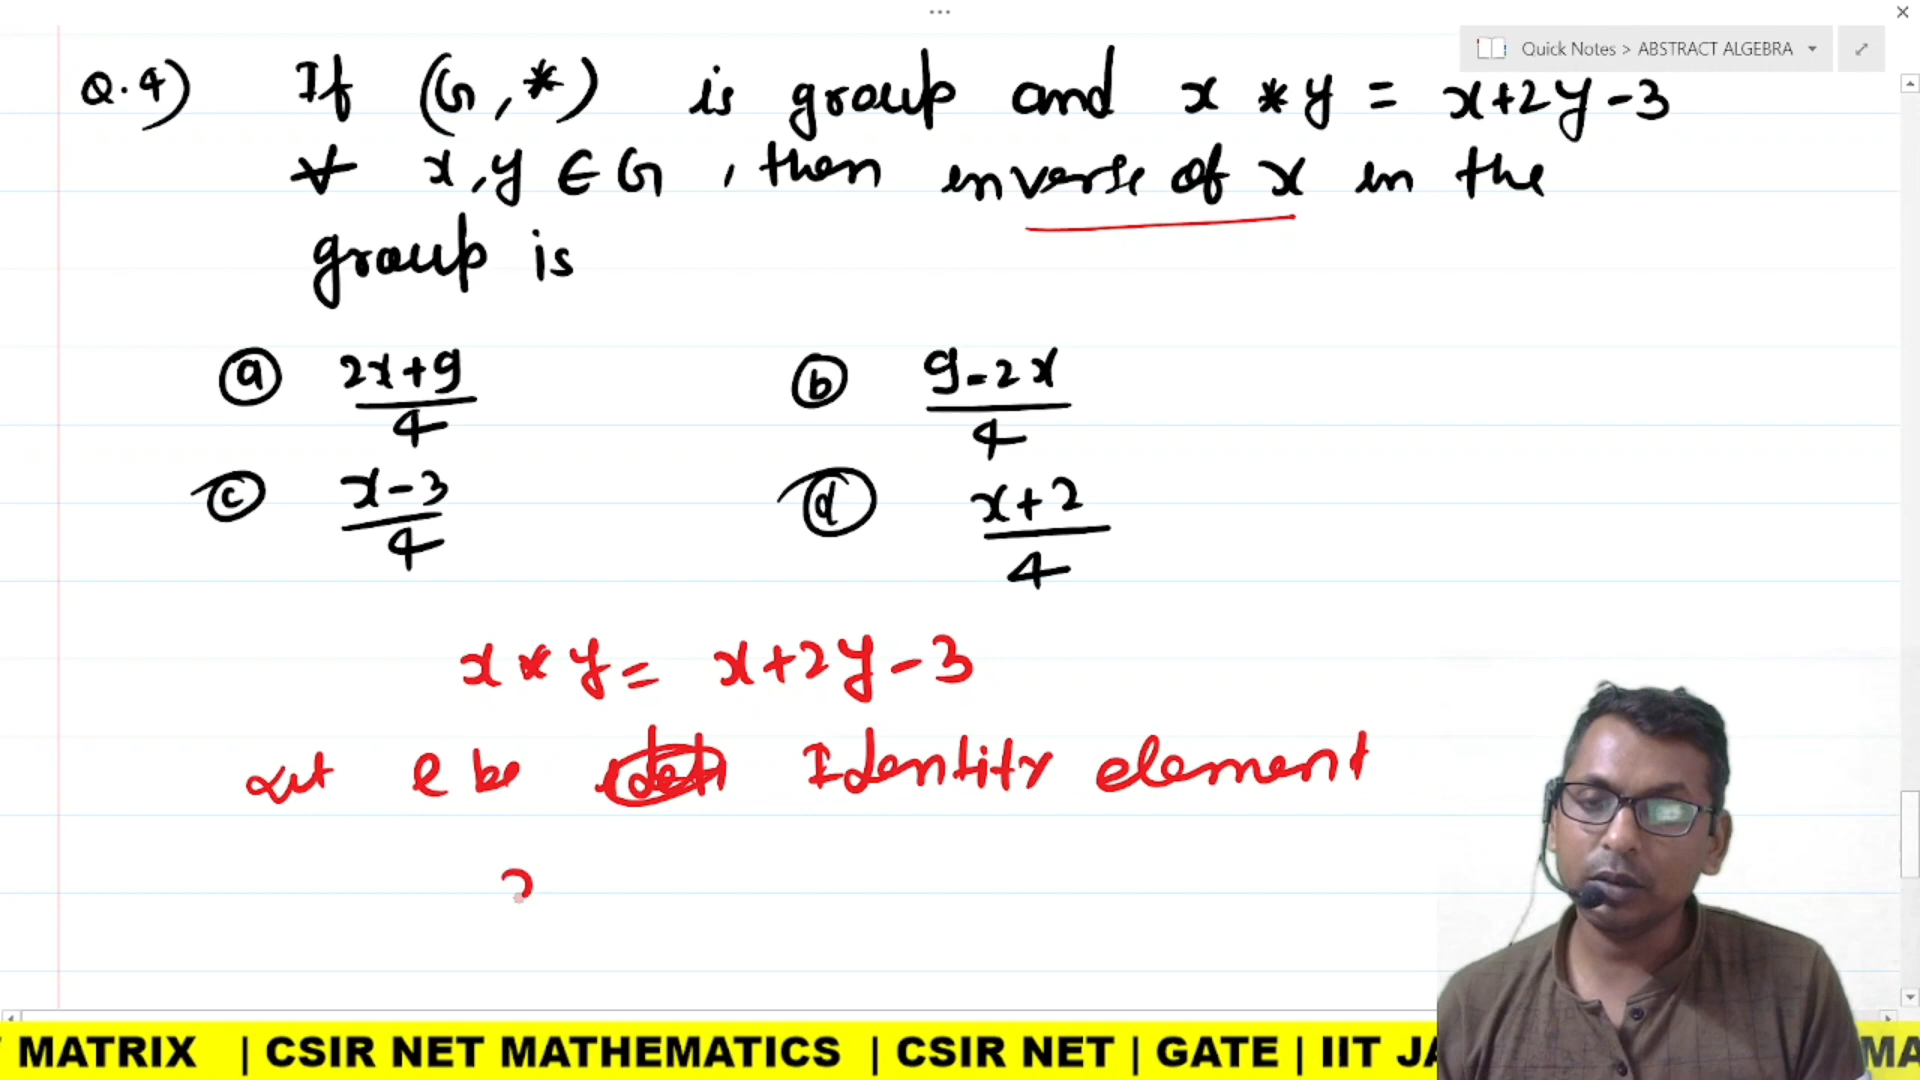 ...
Quick Notes > ABSTRACT ALGEBRA
Q.4) If (G, *) is group and x * y = x+2y-3
∀ x,y ∈ G, then inverse of x in the
group is
(a) 2x+9/4 (b) 9-2x/4
(c) x-3/4 (d) x+2/4
x * y = x+2y-3
Let e be Identity element
MATRIX | CSIR NET MATHEMATICS | CSIR NET | GATE | IIT JA MA